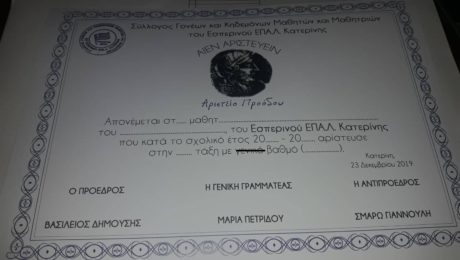 Σύλλογος Γονέων και Κηδεμόνων Μαθητών και Μαθητριών
του Εσπερινού ΕΠΑ.Λ. Κατερίνης
ΑΙΕΝ ΑΡΙΣΤΕΥΕΙΝ
Αριστείο Προόδου
Απονέμεται στ..... μαθητ..........................................
του ........................................, του Εσπερινού ΕΠΑ.Λ. Κατερίνης
που κατά το σχολικό έτος 20...... - 20...... αρίστευσε
στην ....... τάξη με γενικό βαθμό (..............).
Κατερίνη,
23 Δεκεμβρίου 2019
Ο ΠΡΟΕΔΡΟΣ Η ΓΕΝΙΚΗ ΓΡΑΜΜΑΤΕΑΣ Η ΑΝΤΙΠΡΟΕΔΡΟΣ
ΒΑΣΙΛΕΙΟΣ ΔΗΜΟΥΣΗΣ ΜΑΡΙΑ ΠΕΤΡΙΔΟΥ ΣΜΑΡΩ ΓΙΑΝΝΟΥΛΗ